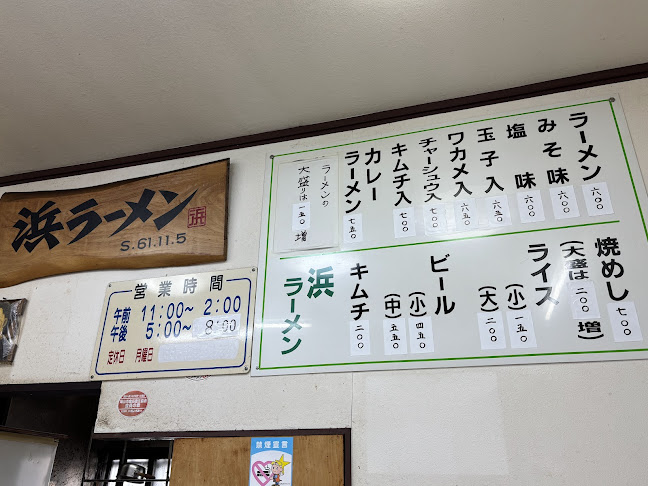 浜ラーメン
浜
S.61.11.5
営業時間
午前 11:00～2:00
午後 5:00～8:00
定休日 月曜日
ラーメン 六〇〇
みそ味 六〇〇
塩味 六〇〇
玉子入 六五〇
ワカメ入 六五〇
チャーシュウ入 七〇〇
キムチ入 七〇〇
カレーラーメン 七五〇
ラーメンの
大盛りは 一五〇 増
焼めし 七〇〇
(大盛は 二〇〇 増)
ライス
(小) 一五〇
(大) 二〇〇
ビール
(小) 四五〇
(中) 五五〇
キムチ 二〇〇
浜
ラーメン
禁煙宣言